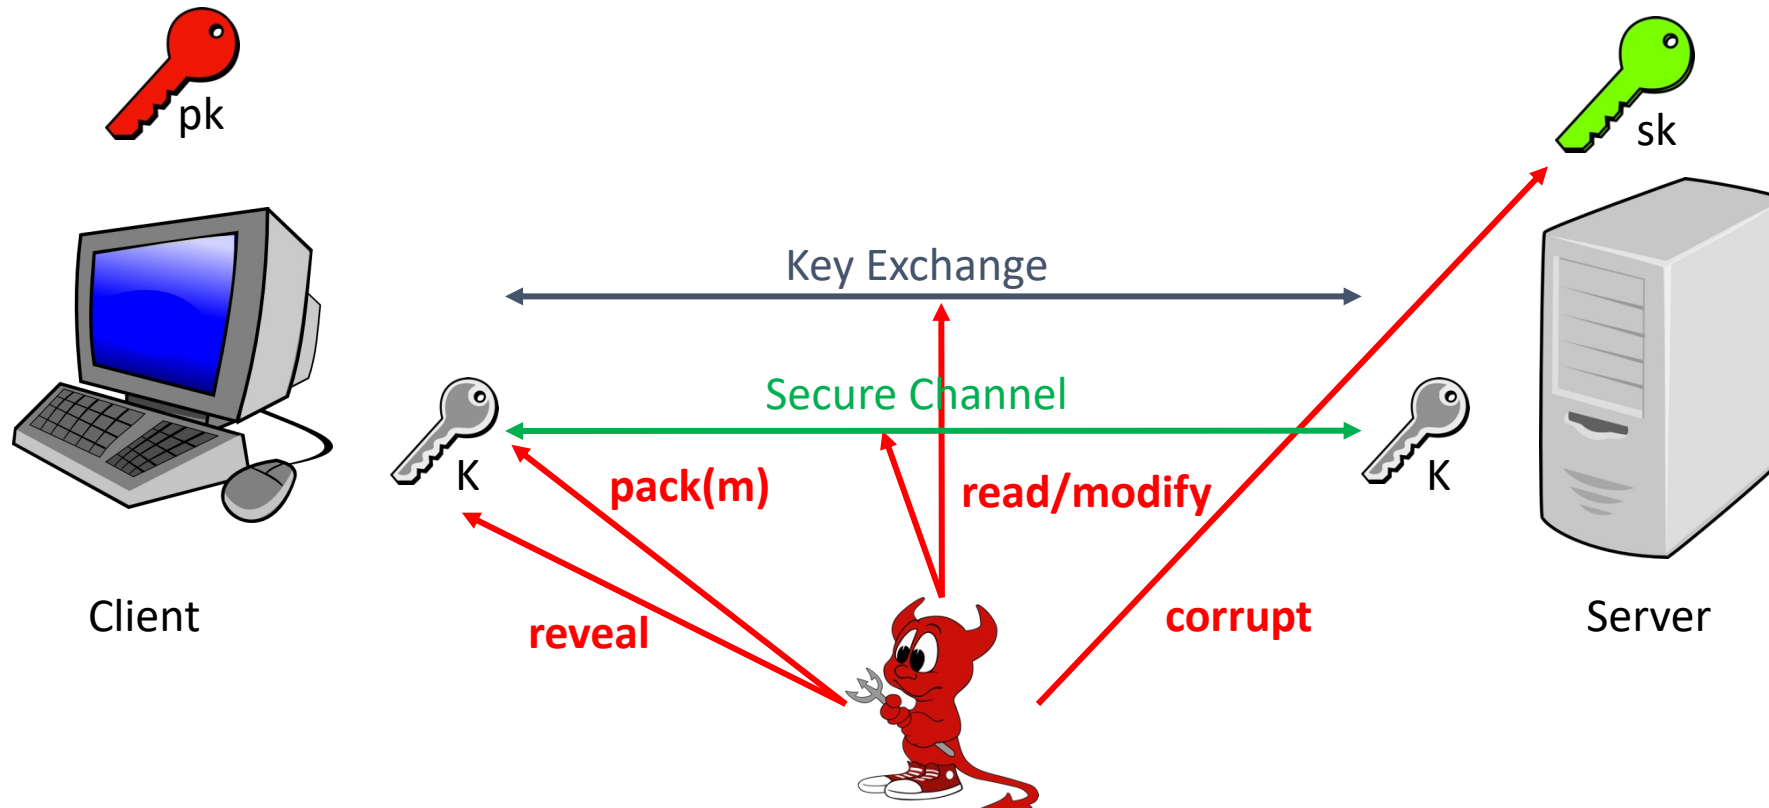 pk
sk
Key Exchange
Secure Channel
K
pack(m)
read/modify
K
Client
reveal
corrupt
Server